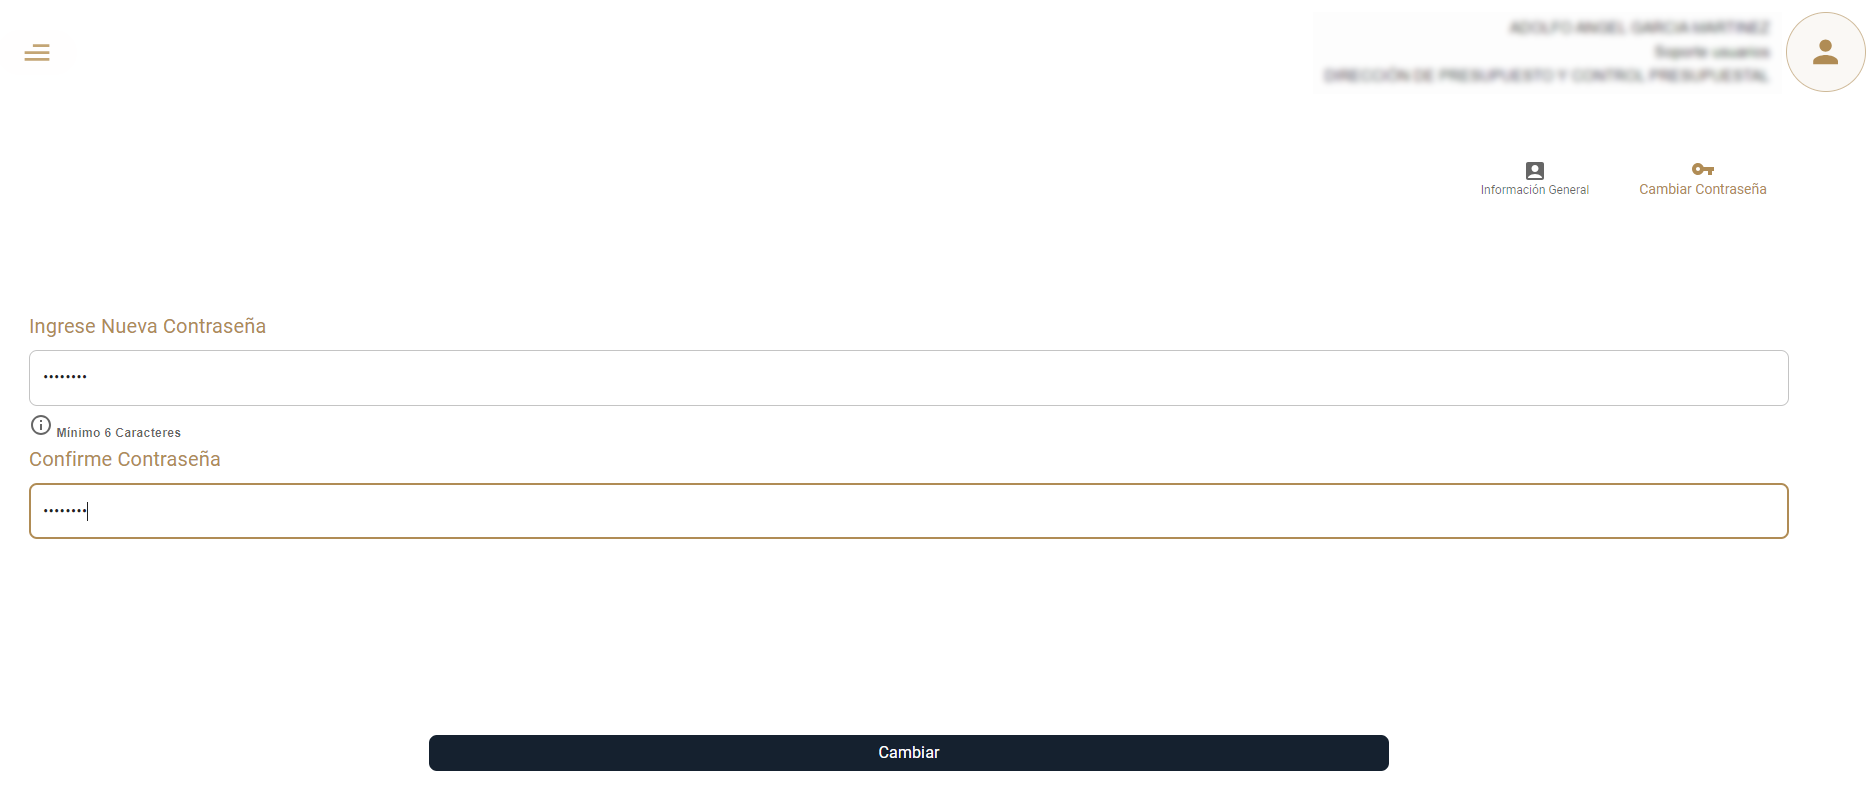 Información General
Cambiar Contraseña
Ingrese Nueva Contraseña
••••••••
Mínimo 6 Caracteres
Confirme Contraseña
••••••••
Cambiar